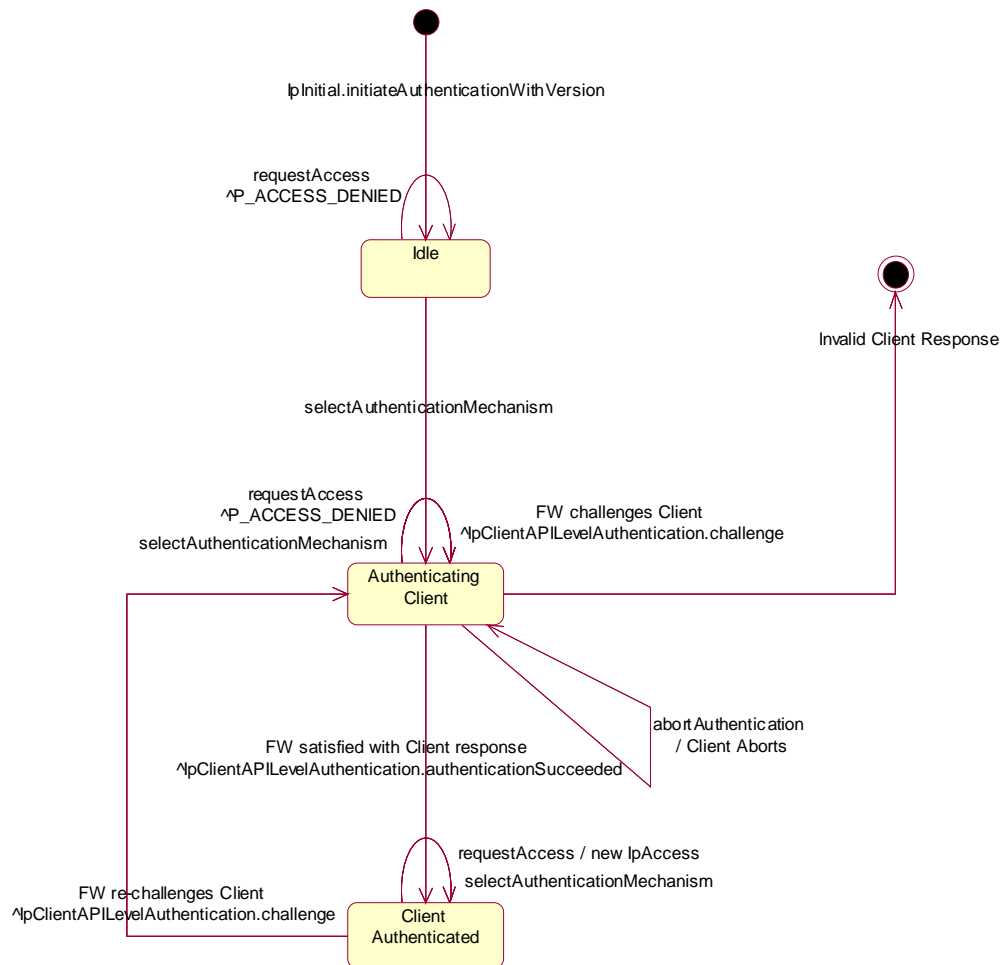 IpInitial.initiateAuthenticationWithVersion
requestAccess
^P_ACCESS_DENIED
Idle
Invalid Client Response
selectAuthenticationMechanism
requestAccess
^P_ACCESS_DENIED
selectAuthenticationMechanism
FW challenges Client
^IpClientAPILevelAuthentication.challenge
Authenticating
Client
abortAuthentication
/ Client Aborts
FW satisfied with Client response
^IpClientAPILevelAuthentication.authenticationSucceeded
requestAccess / new IpAccess
selectAuthenticationMechanism
FW re-challenges Client
^IpClientAPILevelAuthentication.challenge
Client
Authenticated